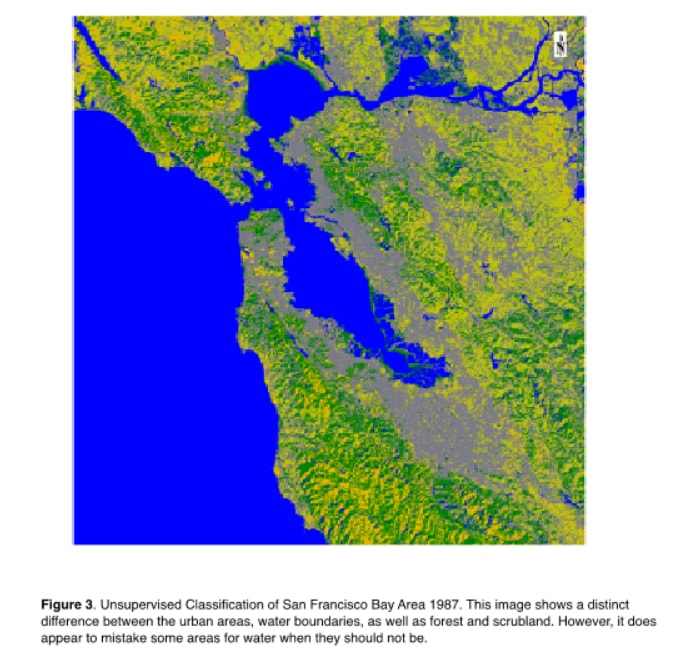 N
Figure 3. Unsupervised Classification of San Francisco Bay Area 1987. This image shows a distinct
difference between the urban areas, water boundaries, as well as forest and scrubland. However, it does
appear to mistake some areas for water when they should not be.